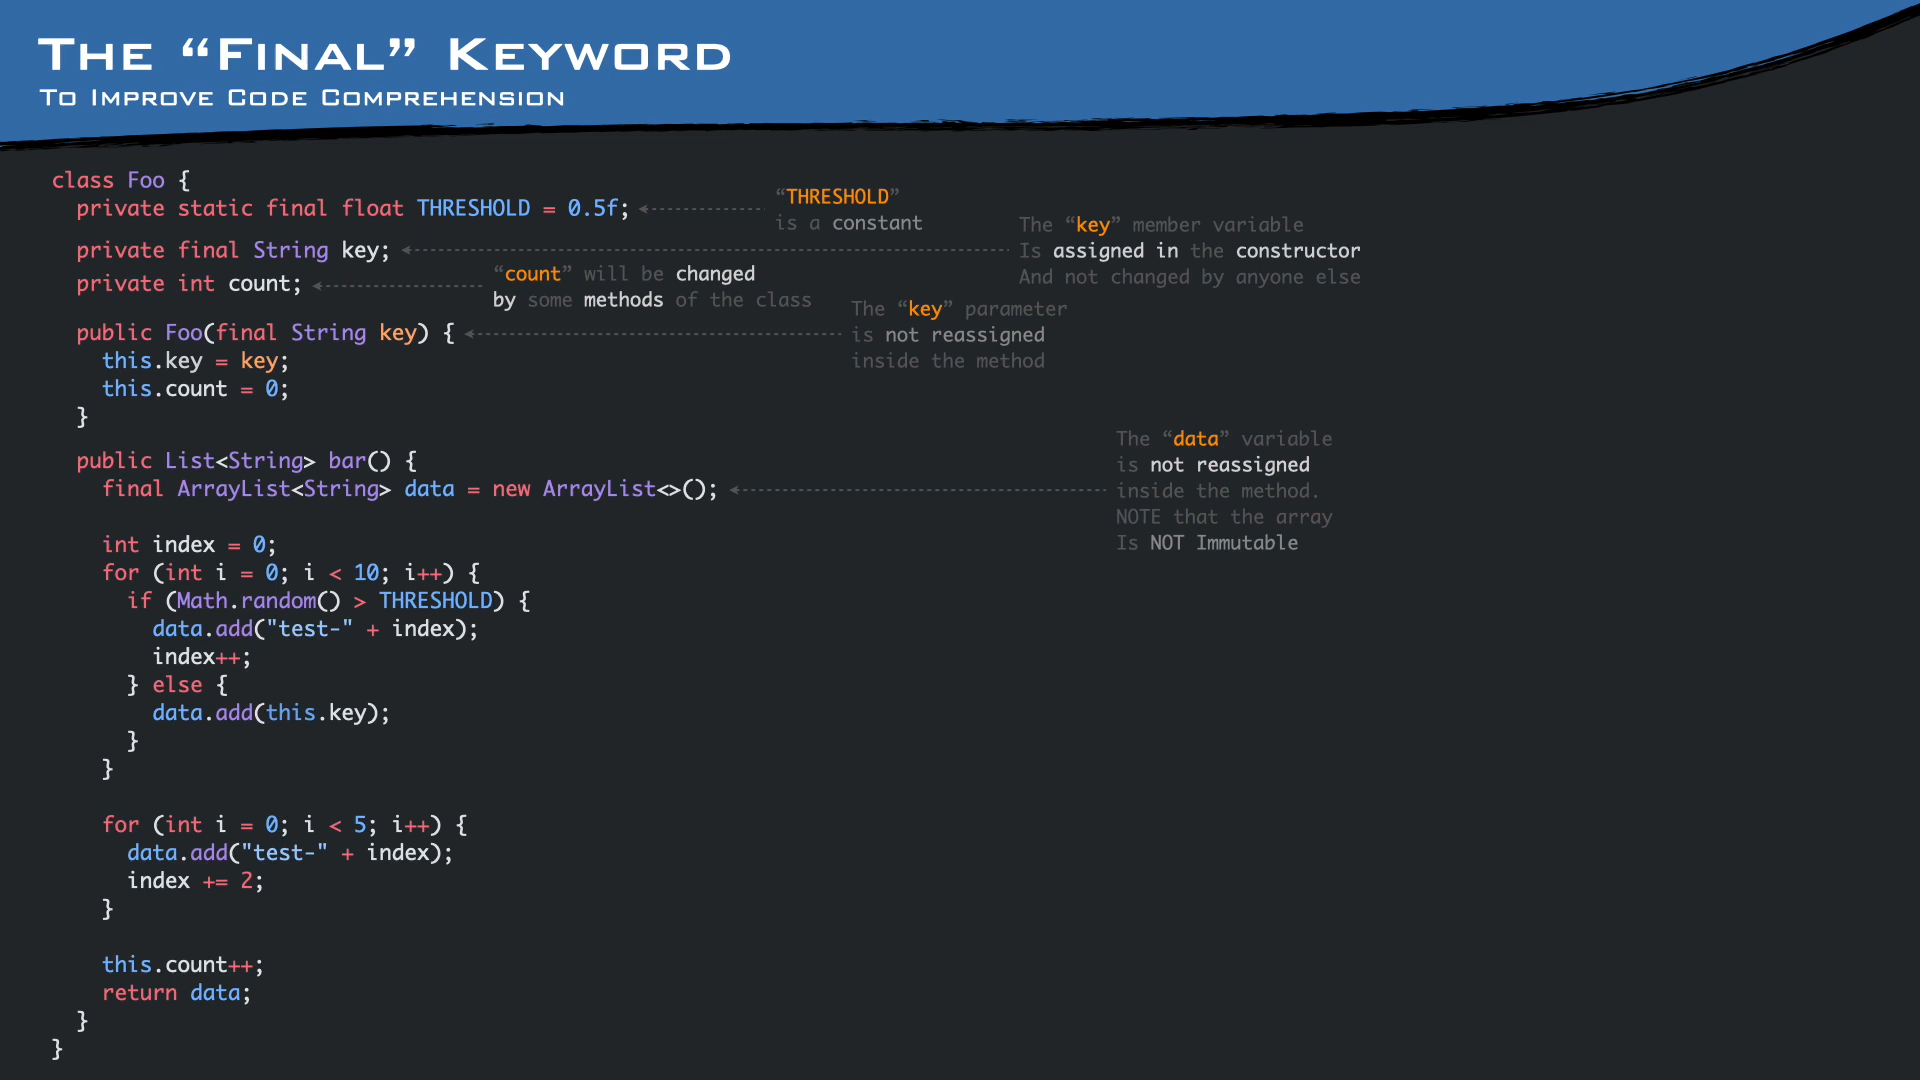 The “Final” Keyword
To Improve Code Comprehension
class Foo {
private static final float THRESHOLD = 0.5f;
“THRESHOLD”
is a constant
private final String key;
The “key” member variable
Is assigned in the constructor
And not changed by anyone else
private int count;
“count” will be changed
by some methods of the class
public Foo(final String key) {
The “key” parameter
is not reassigned
inside the method
this.key = key;
this.count = 0;
}
public List<String> bar() {
final ArrayList<String> data = new ArrayList<>();
The “data” variable
is not reassigned
inside the method.
NOTE that the array
Is NOT Immutable
int index = 0;
for (int i = 0; i < 10; i++) {
if (Math.random() > THRESHOLD) {
data.add("test-" + index);
index++;
} else {
data.add(this.key);
}
}
for (int i = 0; i < 5; i++) {
data.add("test-" + index);
index += 2;
}
this.count++;
return data;
}
}